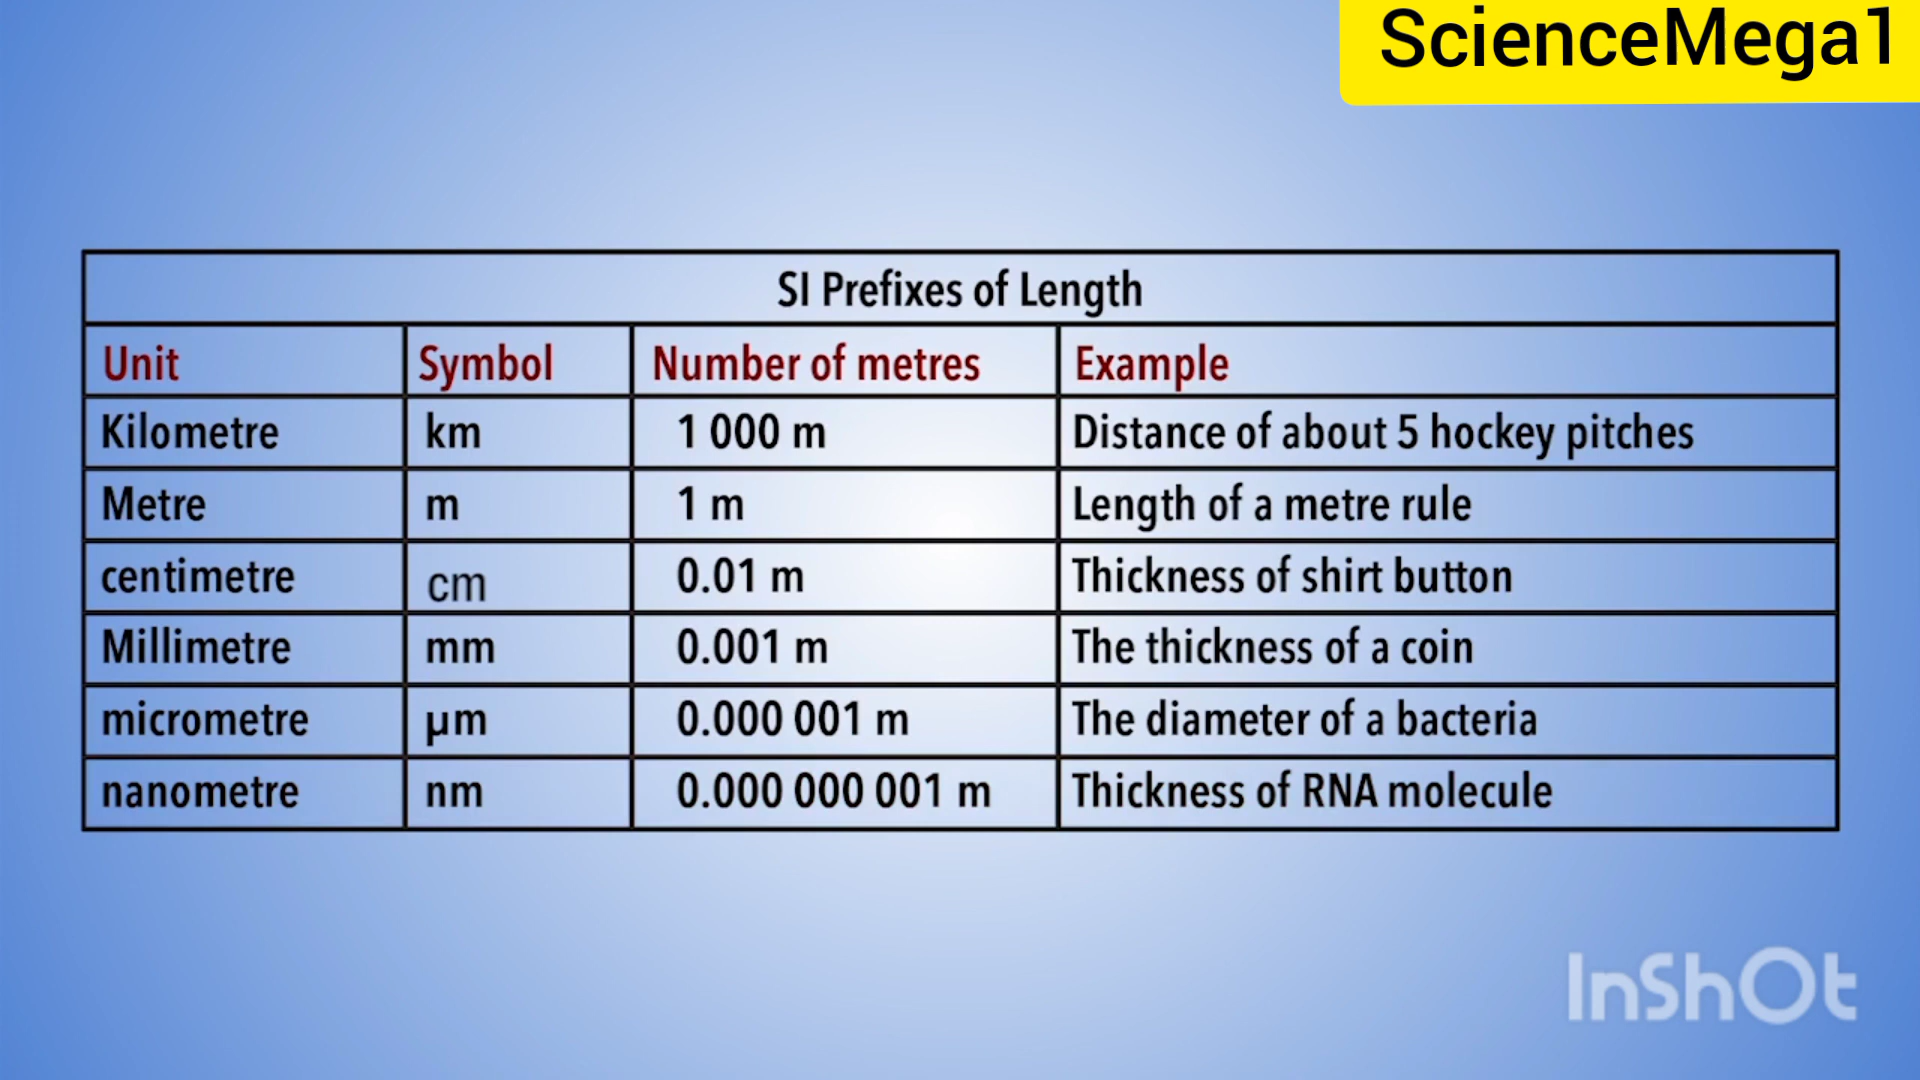 ScienceMega1
SI Prefixes of Length
Unit Symbol Number of metres Example
Kilometre km 1 000 m Distance of about 5 hockey pitches
Metre m 1 m Length of a metre rule
centimetre cm 0.01 m Thickness of shirt button
Millimetre mm 0.001 m The thickness of a coin
micrometre μm 0.000 001 m The diameter of a bacteria
nanometre nm 0.000 000 001 m Thickness of RNA molecule
InShOt